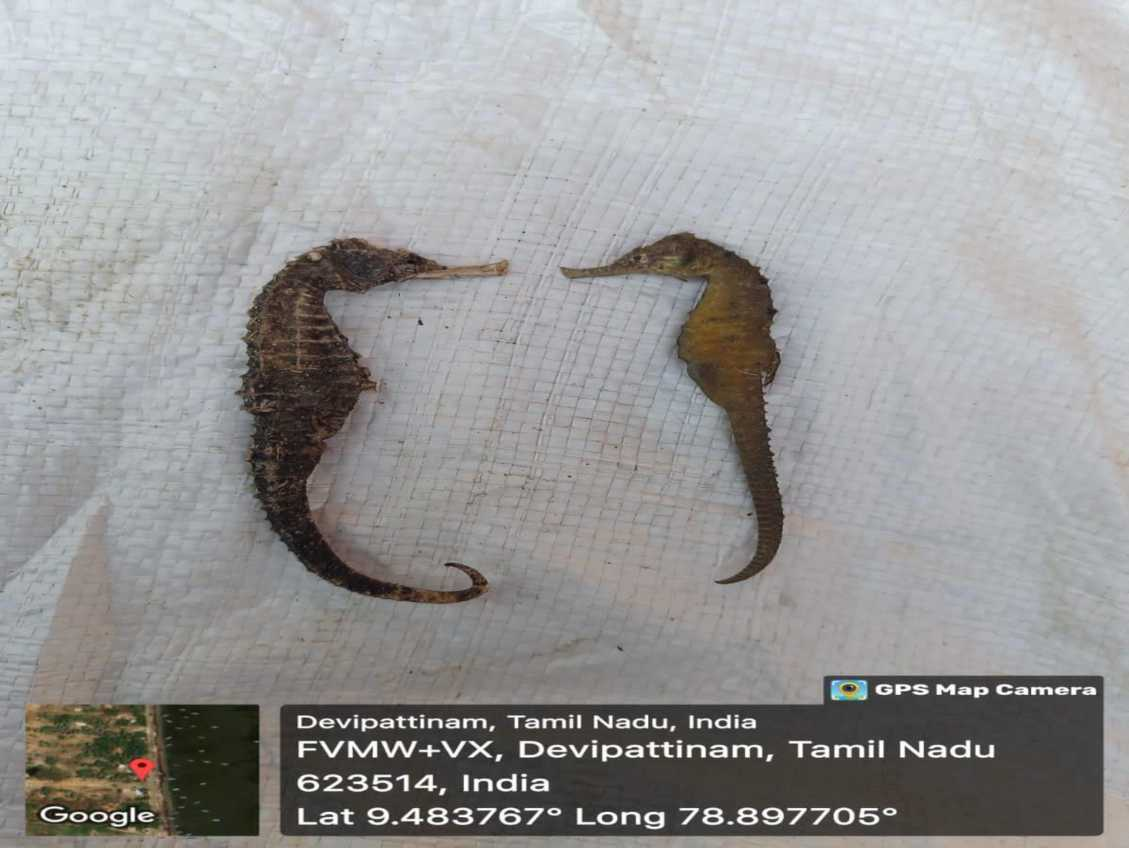 GPS Map Camera
Devipattinam, Tamil Nadu, India
FVMW+VX, Devipattinam, Tamil Nadu
623514, India
Lat 9.483767° Long 78.897705°
Google